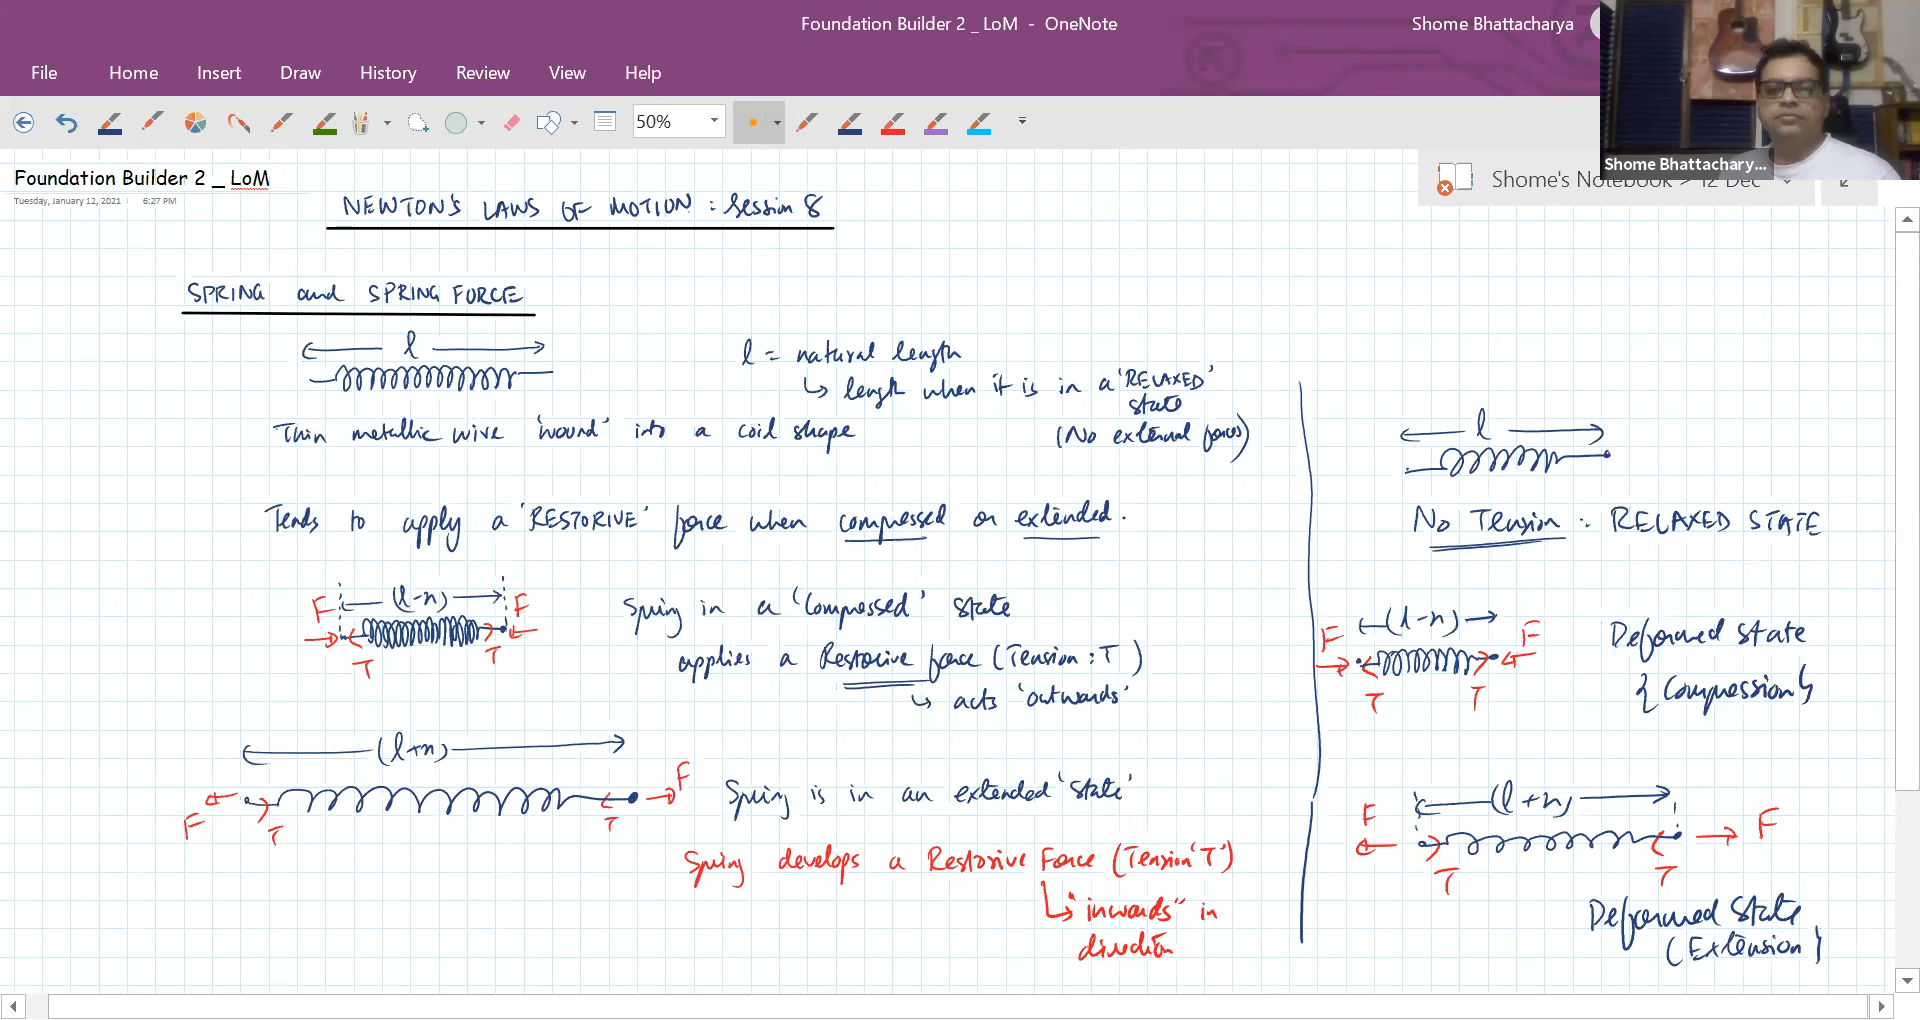 Foundation Builder 2 _ LoM - OneNote
Shome Bhattacharya
File Home Insert Draw History Review View Help
50%
Shome Bhattachary...
Shome's Notebook > 12 Dec
Foundation Builder 2 _ LoM
Tuesday, January 12, 2021 6:27 PM
NEWTON'S LAWS OF MOTION : Session 8
SPRING and SPRING FORCE
l
l = natural length
↳ length when it is in a 'RELAXED'
state
(No external forces)
Thin metallic wire 'wound' into a coil shape
Tends to apply a 'RESTORIVE' force when compressed or extended.
F (l-x) F
T T
Spring in a 'Compressed' state
applies a Restorive force (Tension : T)
↳ acts 'outwards'
(l+x)
F F
T T
Spring is in an extended 'state'
Spring develops a Restorive Force (Tension 'T')
↳ "inwards" in
direction
l
No Tension : RELAXED STATE
F (l-x) F
T T
Deformed state
{Compression}
(l+x)
F F
T T
Deformed state
(Extension)